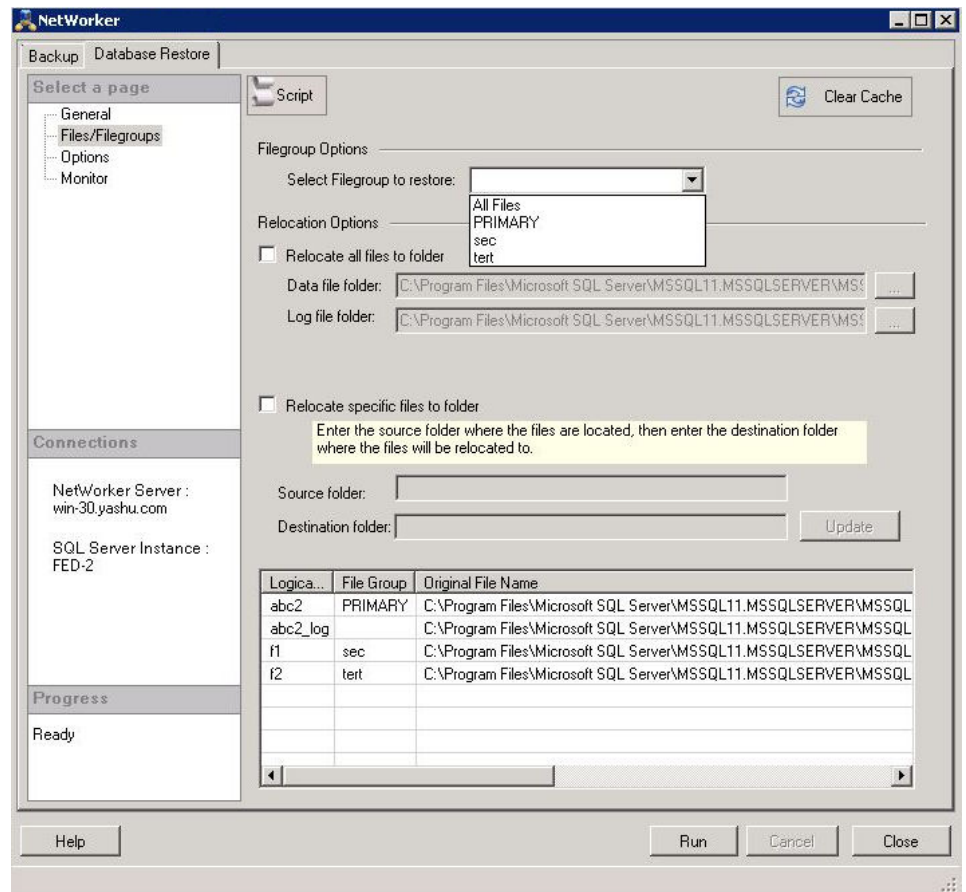 NetWorker
Backup Database Restore
Select a page
General
Files/Filegroups
Options
Monitor
Script
Clear Cache
Filegroup Options
Select Filegroup to restore:
All Files
PRIMARY
sec
tert
Relocation Options
Relocate all files to folder
Data file folder: C:\Program Files\Microsoft SQL Server\MSSQL11.MSSQLSERVER\MSS
...
Log file folder: C:\Program Files\Microsoft SQL Server\MSSQL11.MSSQLSERVER\MSS
...
Relocate specific files to folder
Enter the source folder where the files are located, then enter the destination folder
where the files will be relocated to.
Source folder:
Destination folder:
Update
Connections
NetWorker Server :
win-30.yashu.com
SQL Server Instance :
FED-2
Logica... File Group Original File Name
abc2 PRIMARY C:\Program Files\Microsoft SQL Server\MSSQL11.MSSQLSERVER\MSSQL
abc2_log C:\Program Files\Microsoft SQL Server\MSSQL11.MSSQLSERVER\MSSQL
f1 sec C:\Program Files\Microsoft SQL Server\MSSQL11.MSSQLSERVER\MSSQL
f2 tert C:\Program Files\Microsoft SQL Server\MSSQL11.MSSQLSERVER\MSSQL
Progress
Ready
Help
Run
Cancel
Close